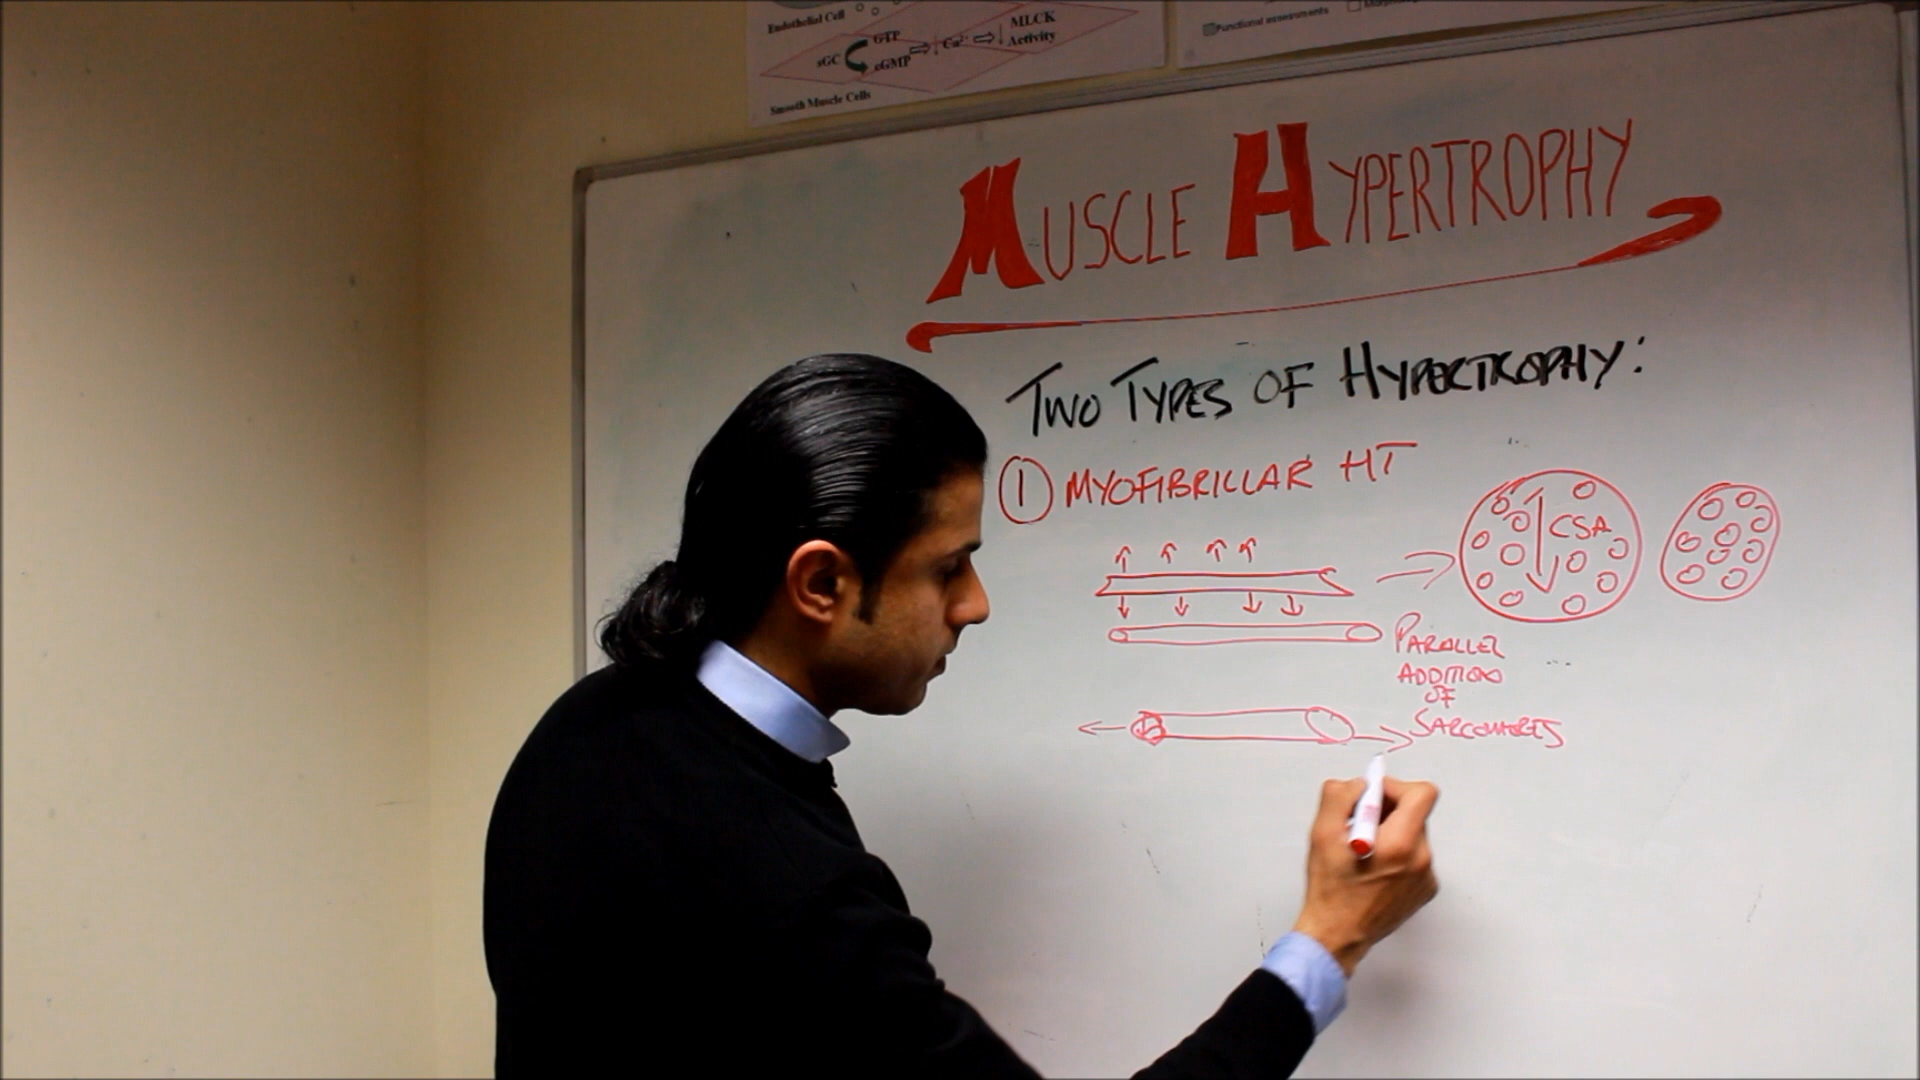 Endothelial Cell
GTP
sGC
cGMP
Ca²⁺
MLCK
Activity
Smooth Muscle Cells
Functional assessments
MUSCLE HYPERTROPHY
TWO TYPES OF HYPERTROPHY:
① MYOFIBRILLAR HT
CSA
PARALLEL
ADDITION
OF
SARCOMERES